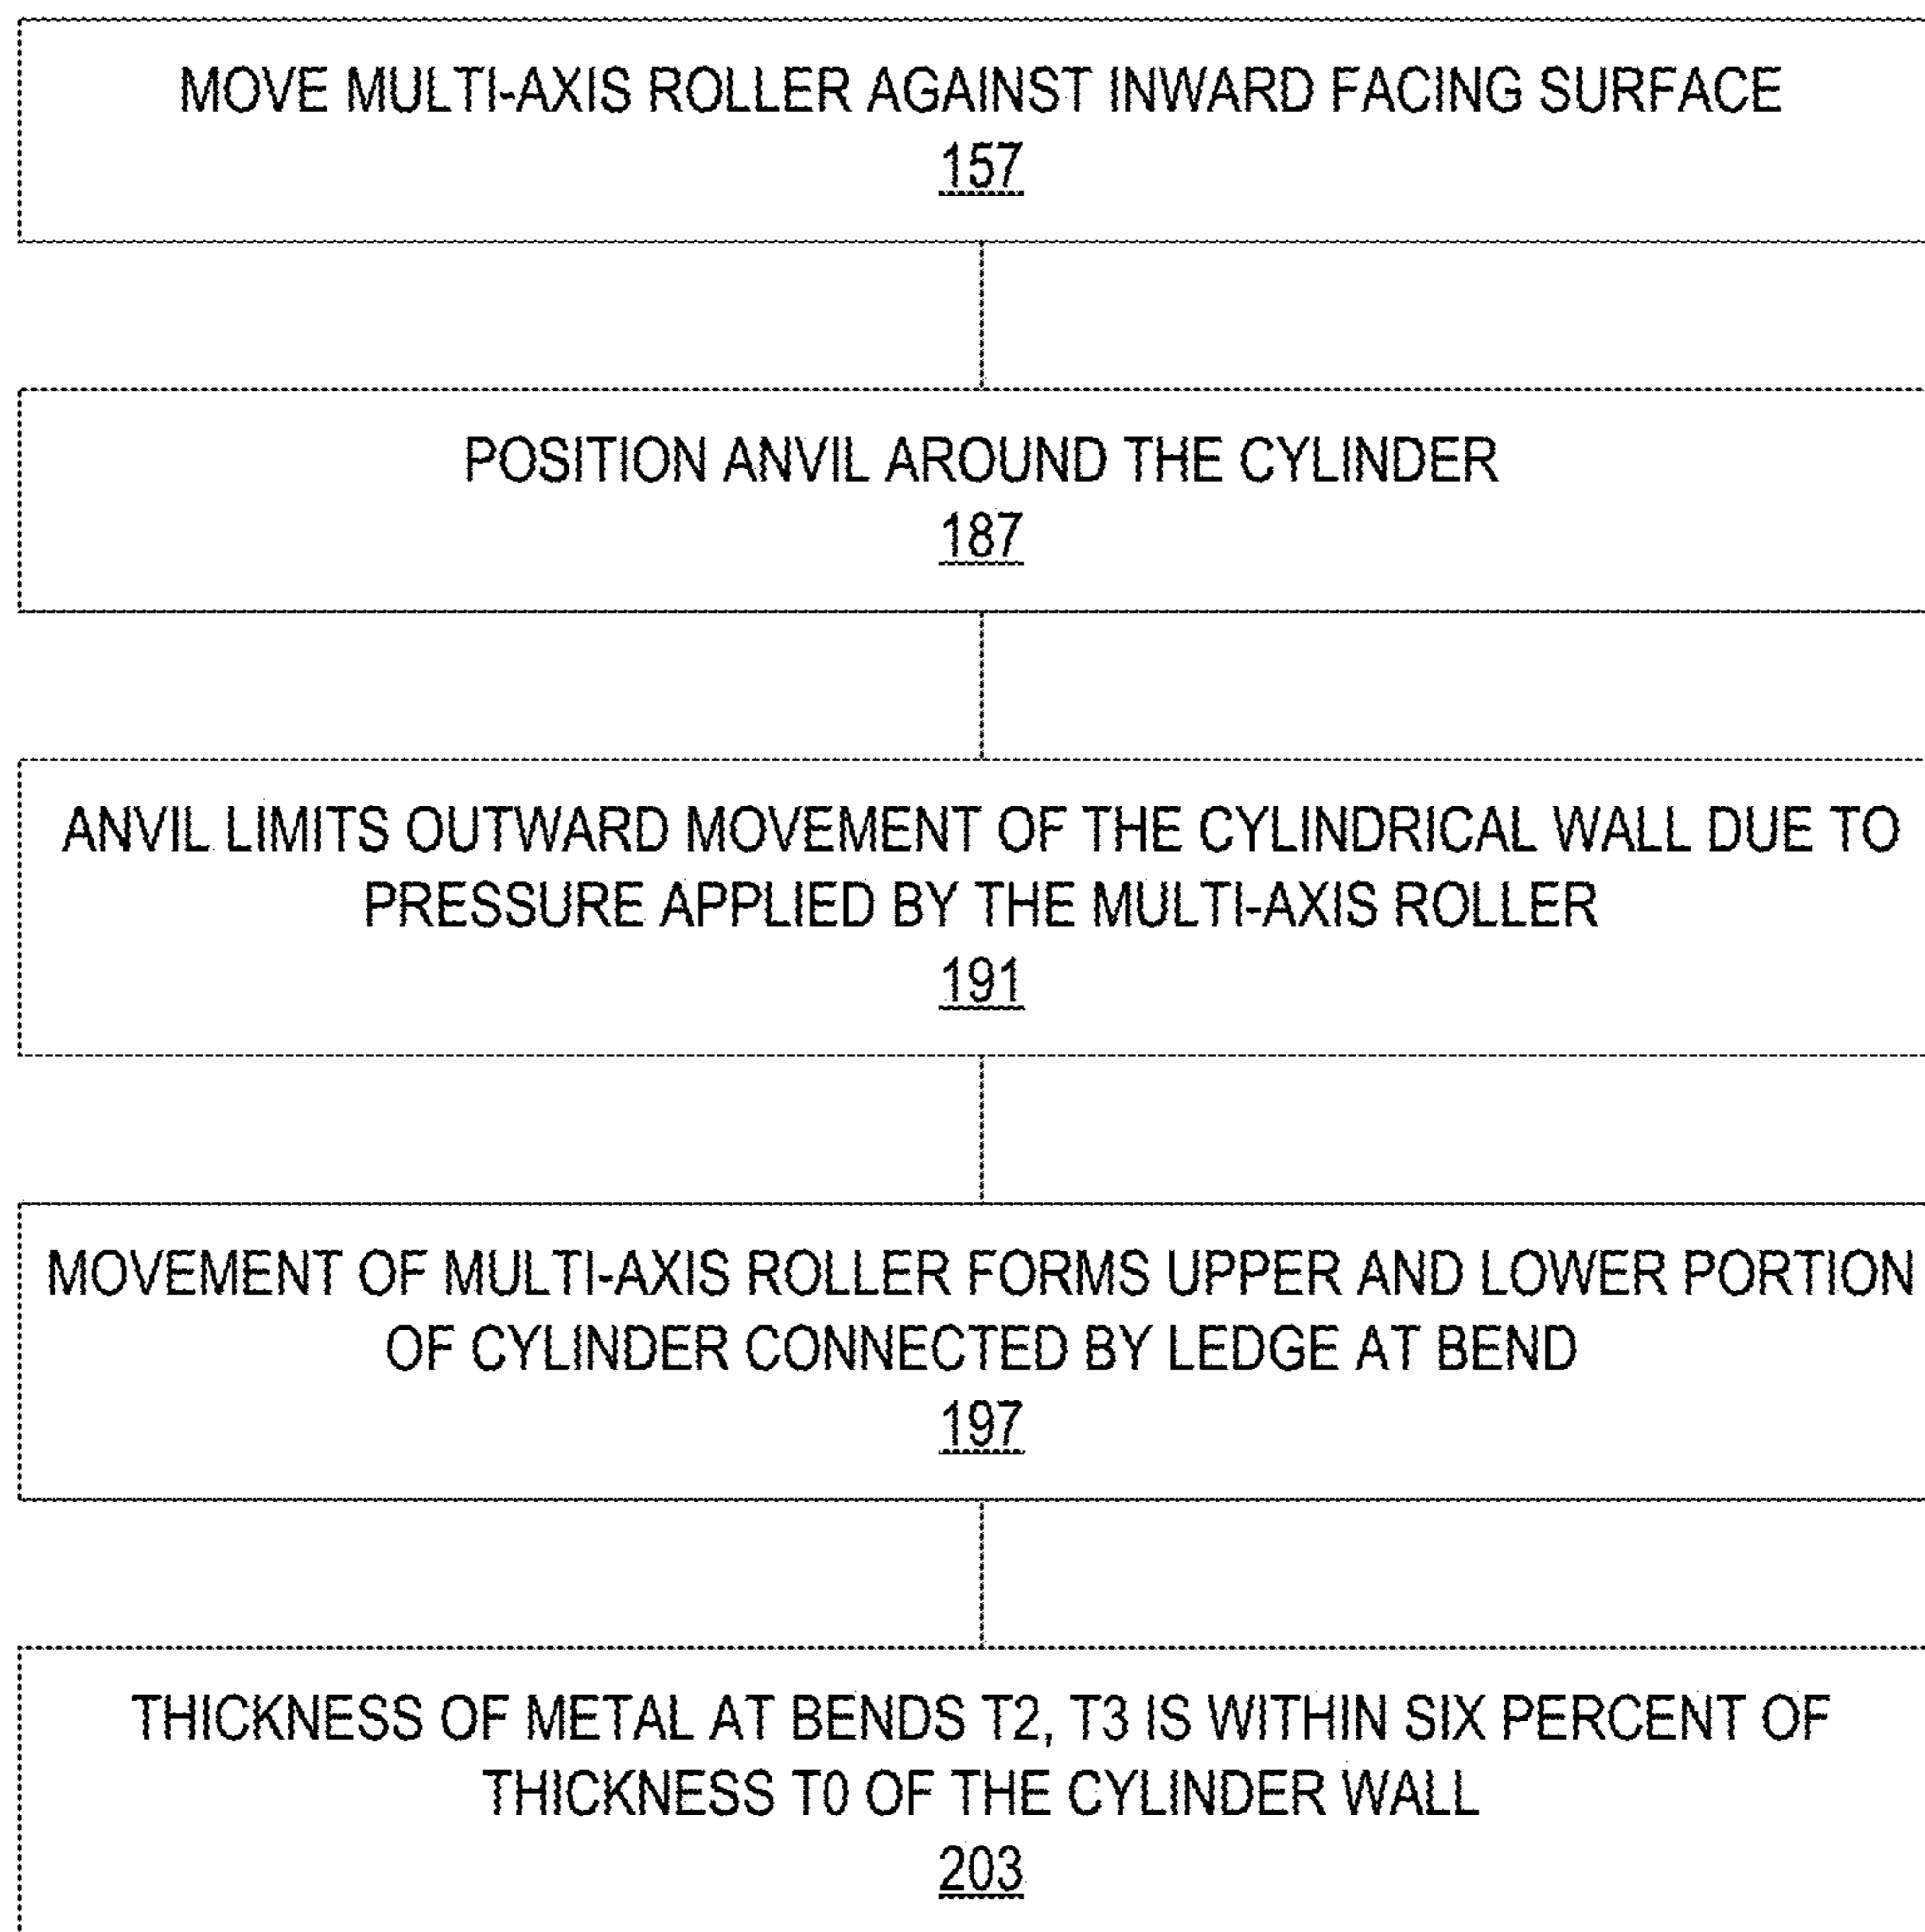 MOVE MULTI-AXIS ROLLER AGAINST INWARD FACING SURFACE
157
POSITION ANVIL AROUND THE CYLINDER
187
ANVIL LIMITS OUTWARD MOVEMENT OF THE CYLINDRICAL WALL DUE TO
PRESSURE APPLIED BY THE MULTI-AXIS ROLLER
191
MOVEMENT OF MULTI-AXIS ROLLER FORMS UPPER AND LOWER PORTION
OF CYLINDER CONNECTED BY LEDGE AT BEND
197
THICKNESS OF METAL AT BENDS T2, T3 IS WITHIN SIX PERCENT OF
THICKNESS T0 OF THE CYLINDER WALL
203